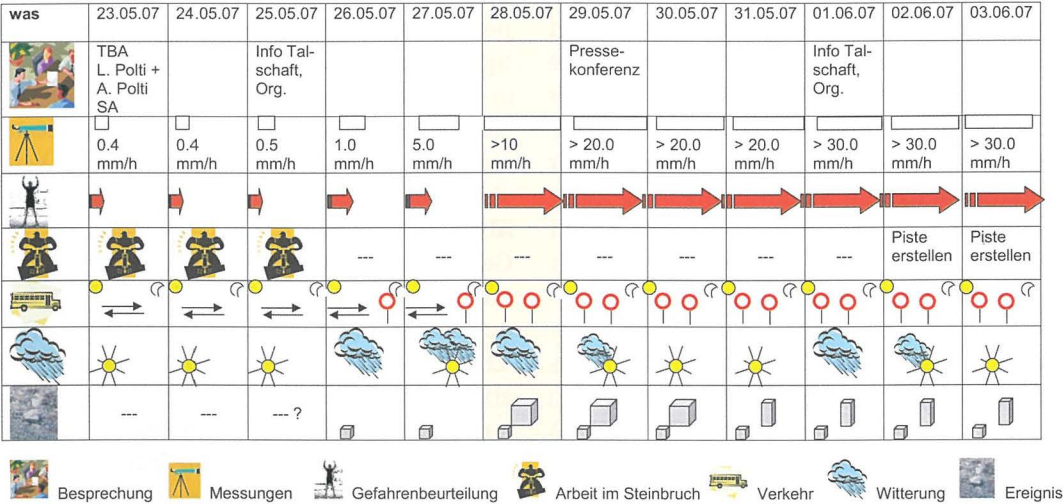 was 23.05.07 24.05.07 25.05.07 26.05.07 27.05.07 28.05.07 29.05.07 30.05.07 31.05.07 01.06.07 02.06.07 03.06.07
TBA Info Tal- Presse- Info Tal-
L. Polti + schaft, konferenz schaft,
A. Polti Org. Org.
SA
0.4 0.4 0.5 1.0 5.0 >10 > 20.0 > 20.0 > 20.0 > 30.0 > 30.0 > 30.0
mm/h mm/h mm/h mm/h mm/h mm/h mm/h mm/h mm/h mm/h mm/h mm/h
--- --- --- --- --- --- --- Piste Piste
erstellen erstellen
--- --- --- ?
Besprechung Messungen Gefahrenbeurteilung Arbeit im Steinbruch Verkehr Witterung Ereignis